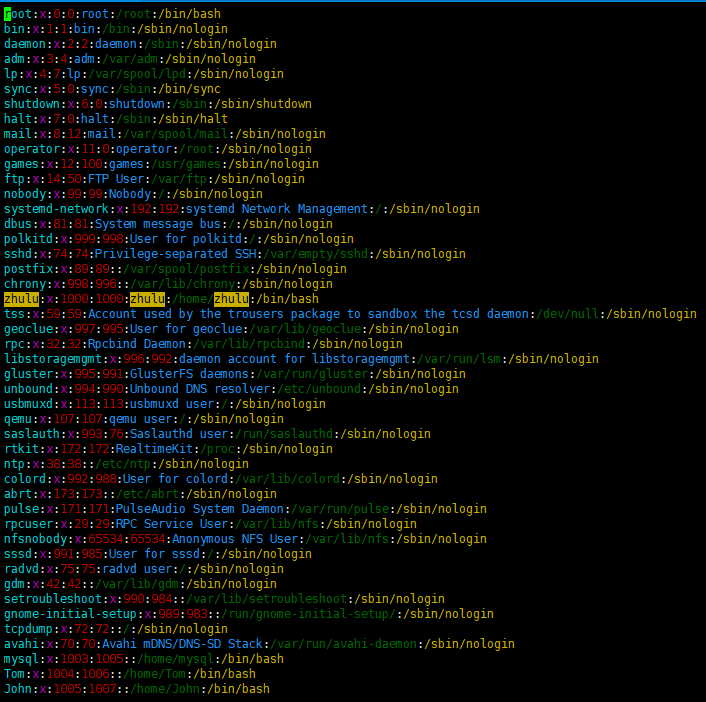 root:x:0:0:root:/root:/bin/bash
bin:x:1:1:bin:/bin:/sbin/nologin
daemon:x:2:2:daemon:/sbin:/sbin/nologin
adm:x:3:4:adm:/var/adm:/sbin/nologin
lp:x:4:7:lp:/var/spool/lpd:/sbin/nologin
sync:x:5:0:sync:/sbin:/bin/sync
shutdown:x:6:0:shutdown:/sbin:/sbin/shutdown
halt:x:7:0:halt:/sbin:/sbin/halt
mail:x:8:12:mail:/var/spool/mail:/sbin/nologin
operator:x:11:0:operator:/root:/sbin/nologin
games:x:12:100:games:/usr/games:/sbin/nologin
ftp:x:14:50:FTP User:/var/ftp:/sbin/nologin
nobody:x:99:99:Nobody:/:/sbin/nologin
systemd-network:x:192:192:systemd Network Management:/:/sbin/nologin
dbus:x:81:81:System message bus:/:/sbin/nologin
polkitd:x:999:998:User for polkitd:/:/sbin/nologin
sshd:x:74:74:Privilege-separated SSH:/var/empty/sshd:/sbin/nologin
postfix:x:89:89::/var/spool/postfix:/sbin/nologin
chrony:x:998:996::/var/lib/chrony:/sbin/nologin
zhulu:x:1000:1000:zhulu:/home/zhulu:/bin/bash
tss:x:59:59:Account used by the trousers package to sandbox the tcsd daemon:/dev/null:/sbin/nologin
geoclue:x:997:995:User for geoclue:/var/lib/geoclue:/sbin/nologin
rpc:x:32:32:Rpcbind Daemon:/var/lib/rpcbind:/sbin/nologin
libstoragemgmt:x:996:992:daemon account for libstoragemgmt:/var/run/lsm:/sbin/nologin
gluster:x:995:991:GlusterFS daemons:/var/run/gluster:/sbin/nologin
unbound:x:994:990:Unbound DNS resolver:/etc/unbound:/sbin/nologin
usbmuxd:x:113:113:usbmuxd user:/:/sbin/nologin
qemu:x:107:107:qemu user:/:/sbin/nologin
saslauth:x:993:76:Saslauthd user:/run/saslauthd:/sbin/nologin
rtkit:x:172:172:RealtimeKit:/proc:/sbin/nologin
ntp:x:38:38::/etc/ntp:/sbin/nologin
colord:x:992:988:User for colord:/var/lib/colord:/sbin/nologin
abrt:x:173:173::/etc/abrt:/sbin/nologin
pulse:x:171:171:PulseAudio System Daemon:/var/run/pulse:/sbin/nologin
rpcuser:x:29:29:RPC Service User:/var/lib/nfs:/sbin/nologin
nfsnobody:x:65534:65534:Anonymous NFS User:/var/lib/nfs:/sbin/nologin
sssd:x:991:985:User for sssd:/:/sbin/nologin
radvd:x:75:75:radvd user:/:/sbin/nologin
gdm:x:42:42::/var/lib/gdm:/sbin/nologin
setroubleshoot:x:990:984::/var/lib/setroubleshoot:/sbin/nologin
gnome-initial-setup:x:989:983::/run/gnome-initial-setup/:/sbin/nologin
tcpdump:x:72:72::/:/sbin/nologin
avahi:x:70:70:Avahi mDNS/DNS-SD Stack:/var/run/avahi-daemon:/sbin/nologin
mysql:x:1003:1005::/home/mysql:/bin/bash
Tom:x:1004:1006::/home/Tom:/bin/bash
John:x:1005:1007::/home/John:/bin/bash